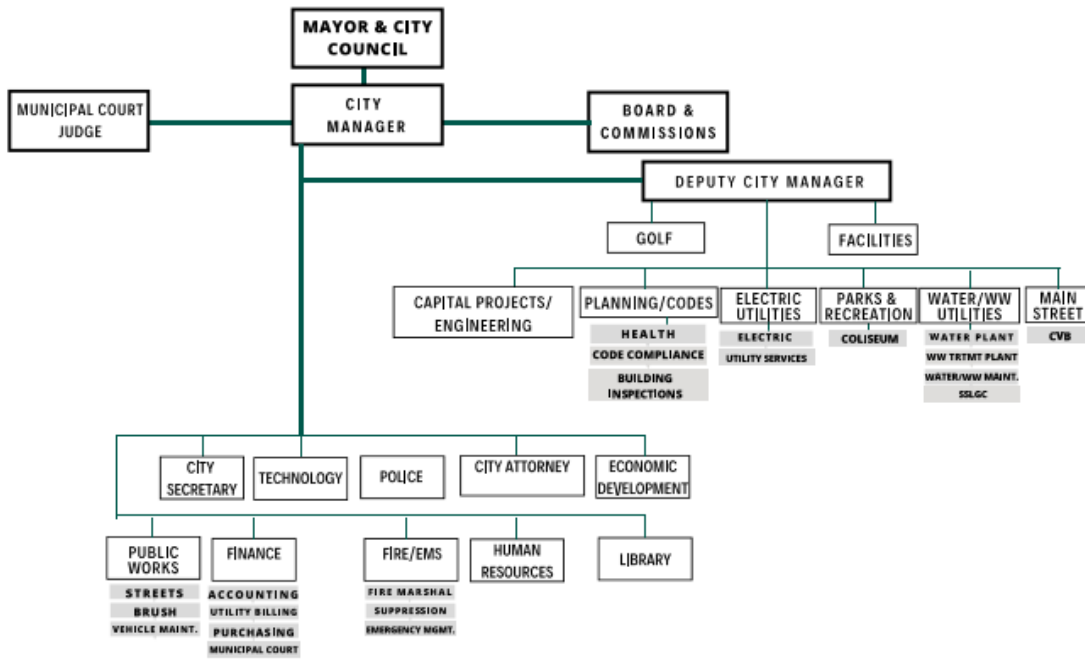 MAYOR & CITY
COUNCIL
MUNICIPAL COURT
JUDGE
CITY
MANAGER
BOARD &
COMMISSIONS
DEPUTY CITY MANAGER
GOLF
FACILITIES
CAPITAL PROJECTS/
ENGINEERING
PLANNING/CODES
HEALTH
CODE COMPLIANCE
BUILDING
INSPECTIONS
ELECTRIC
UTILITIES
ELECTRIC
UTILITY SERVICES
PARKS &
RECREATION
COLISEUM
WATER/WW
UTILITIES
WATER PLANT
WW TRTMT PLANT
WATER/WW MAINT.
SSLGC
MAIN
STREET
CVB
CITY
SECRETARY
TECHNOLOGY
POLICE
CITY ATTORNEY
ECONOMIC
DEVELOPMENT
PUBLIC
WORKS
STREETS
BRUSH
VEHICLE MAINT.
FINANCE
ACCOUNTING
UTILITY BILLING
PURCHASING
MUNICIPAL COURT
FIRE/EMS
FIRE MARSHAL
SUPPRESSION
EMERGENCY MGMT.
HUMAN
RESOURCES
LIBRARY